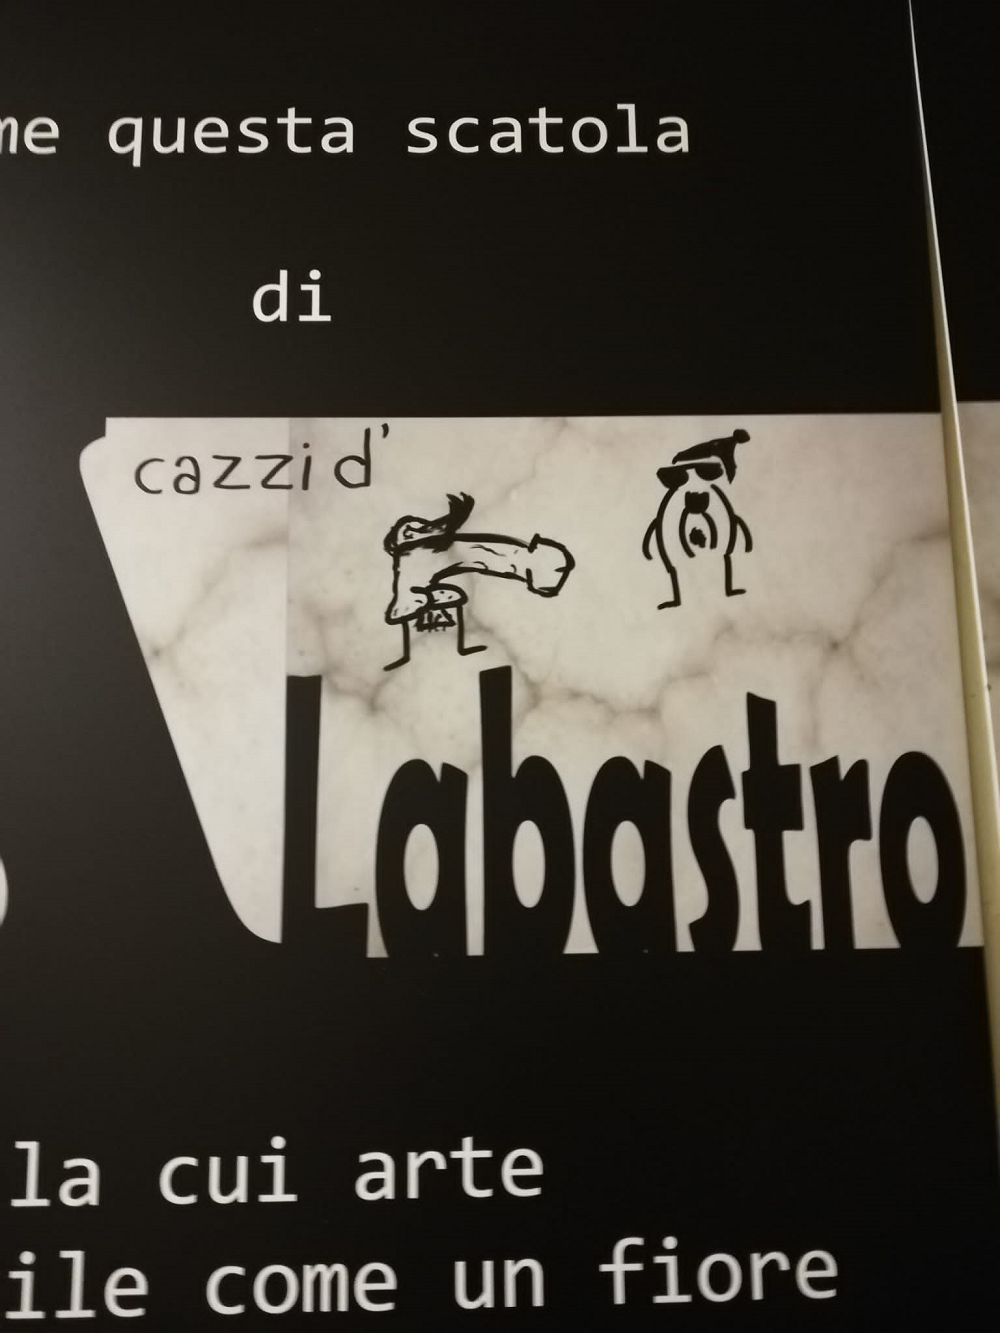 me questa scatola
di
cazzi d'
Labastro
la cui arte
ile come un fiore